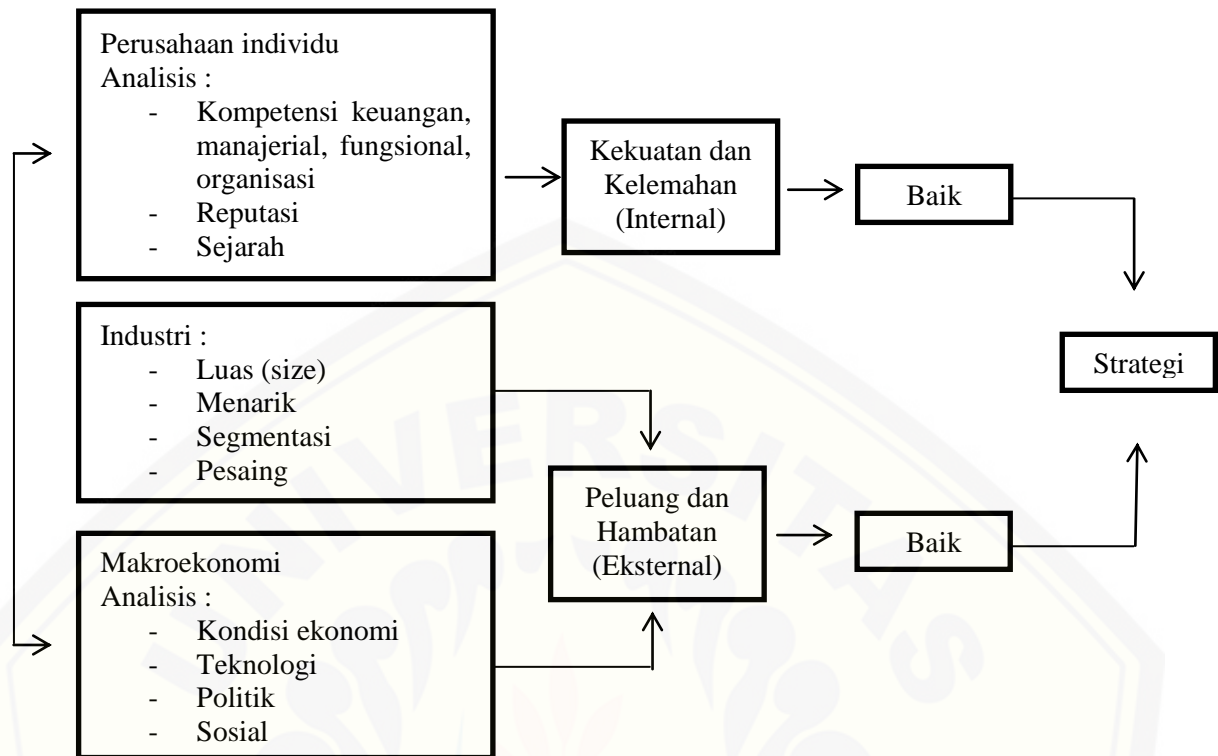 Perusahaan individu
Analisis :
- Kompetensi keuangan,
manajerial, fungsional,
organisasi
- Reputasi
- Sejarah
Kekuatan dan
Kelemahan
(Internal)
Baik
Industri :
- Luas (size)
- Menarik
- Segmentasi
- Pesaing
Strategi
Peluang dan
Hambatan
(Eksternal)
Baik
Makroekonomi
Analisis :
- Kondisi ekonomi
- Teknologi
- Politik
- Sosial
UNIVERSITAS